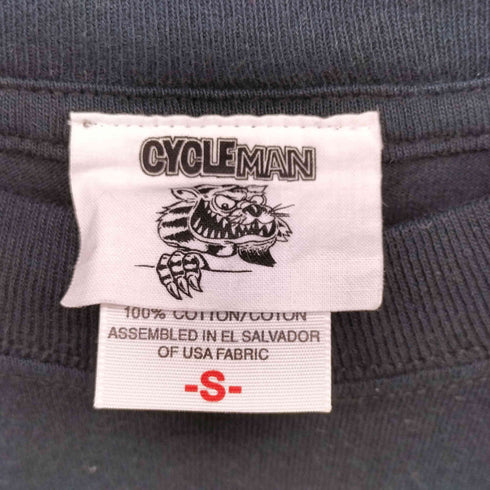 CYCLEMAN
100% COTTON/COTON
ASSEMBLED IN EL SALVADOR
OF USA FABRIC
-S-